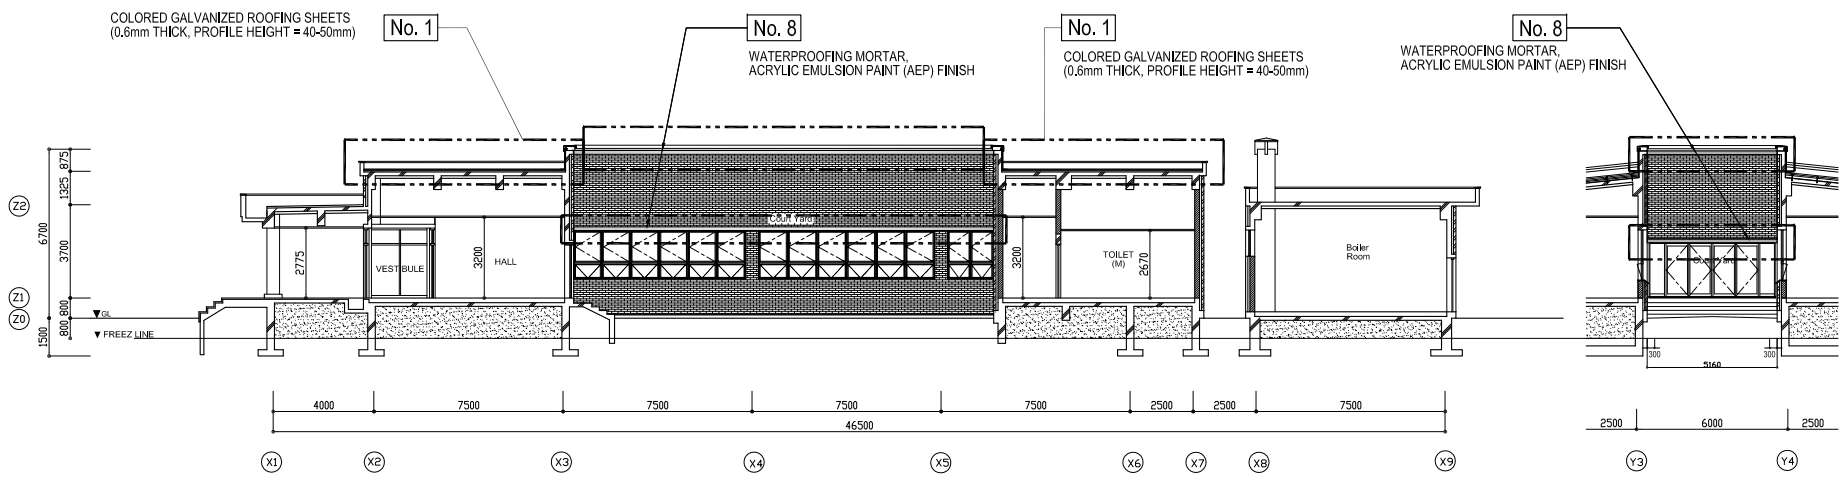 COLORED GALVANIZED ROOFING SHEETS
(0.6mm THICK, PROFILE HEIGHT = 40-50mm)
No. 1
No. 8
WATERPROOFING MORTAR,
ACRYLIC EMULSION PAINT (AEP) FINISH
No. 1
COLORED GALVANIZED ROOFING SHEETS
(0.6mm THICK, PROFILE HEIGHT = 40-50mm)
No. 8
WATERPROOFING MORTAR,
ACRYLIC EMULSION PAINT (AEP) FINISH
875
1325
Z2
6700
3700
Z1
800
Z0
800
1500
GL
FREEZ LINE
2775
VESTIBULE
3200
HALL
Court Yard
3200
TOILET
(M)
2670
Boiler
Room
Court Yard
300
300
5160
4000
7500
7500
7500
7500
2500
2500
7500
46500
2500
6000
2500
X1
X2
X3
X4
X5
X6
X7
X8
X9
Y3
Y4